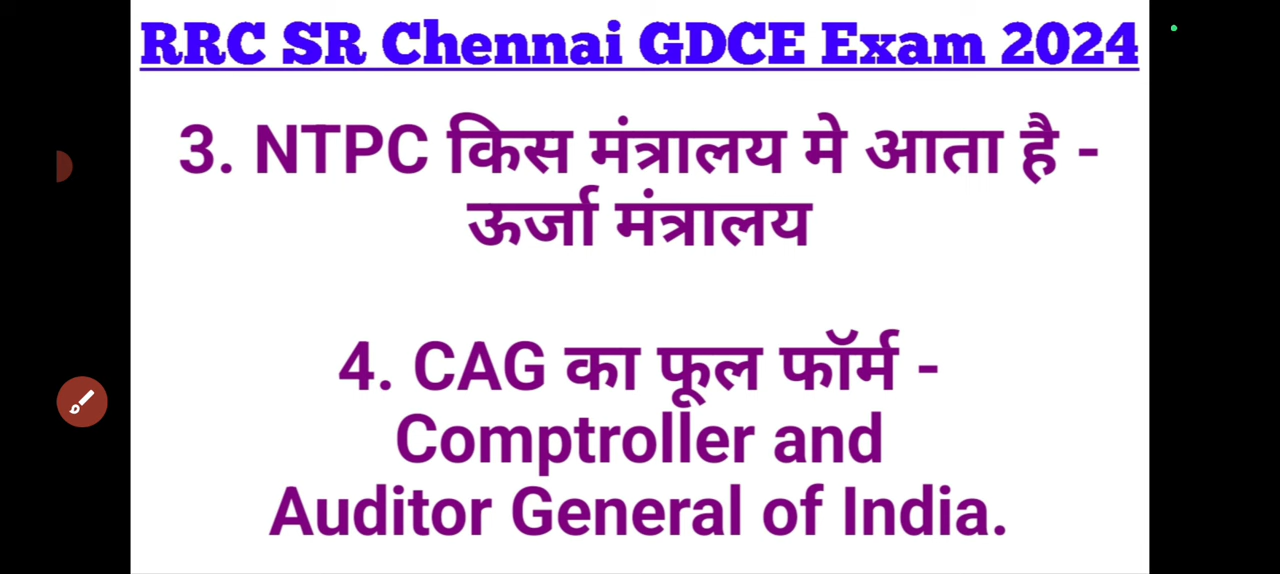 RRC SR Chennai GDCE Exam 2024
3. NTPC किस मंत्रालय मे आता है -
ऊर्जा मंत्रालय
4. CAG का फूल फॉर्म -
Comptroller and
Auditor General of India.